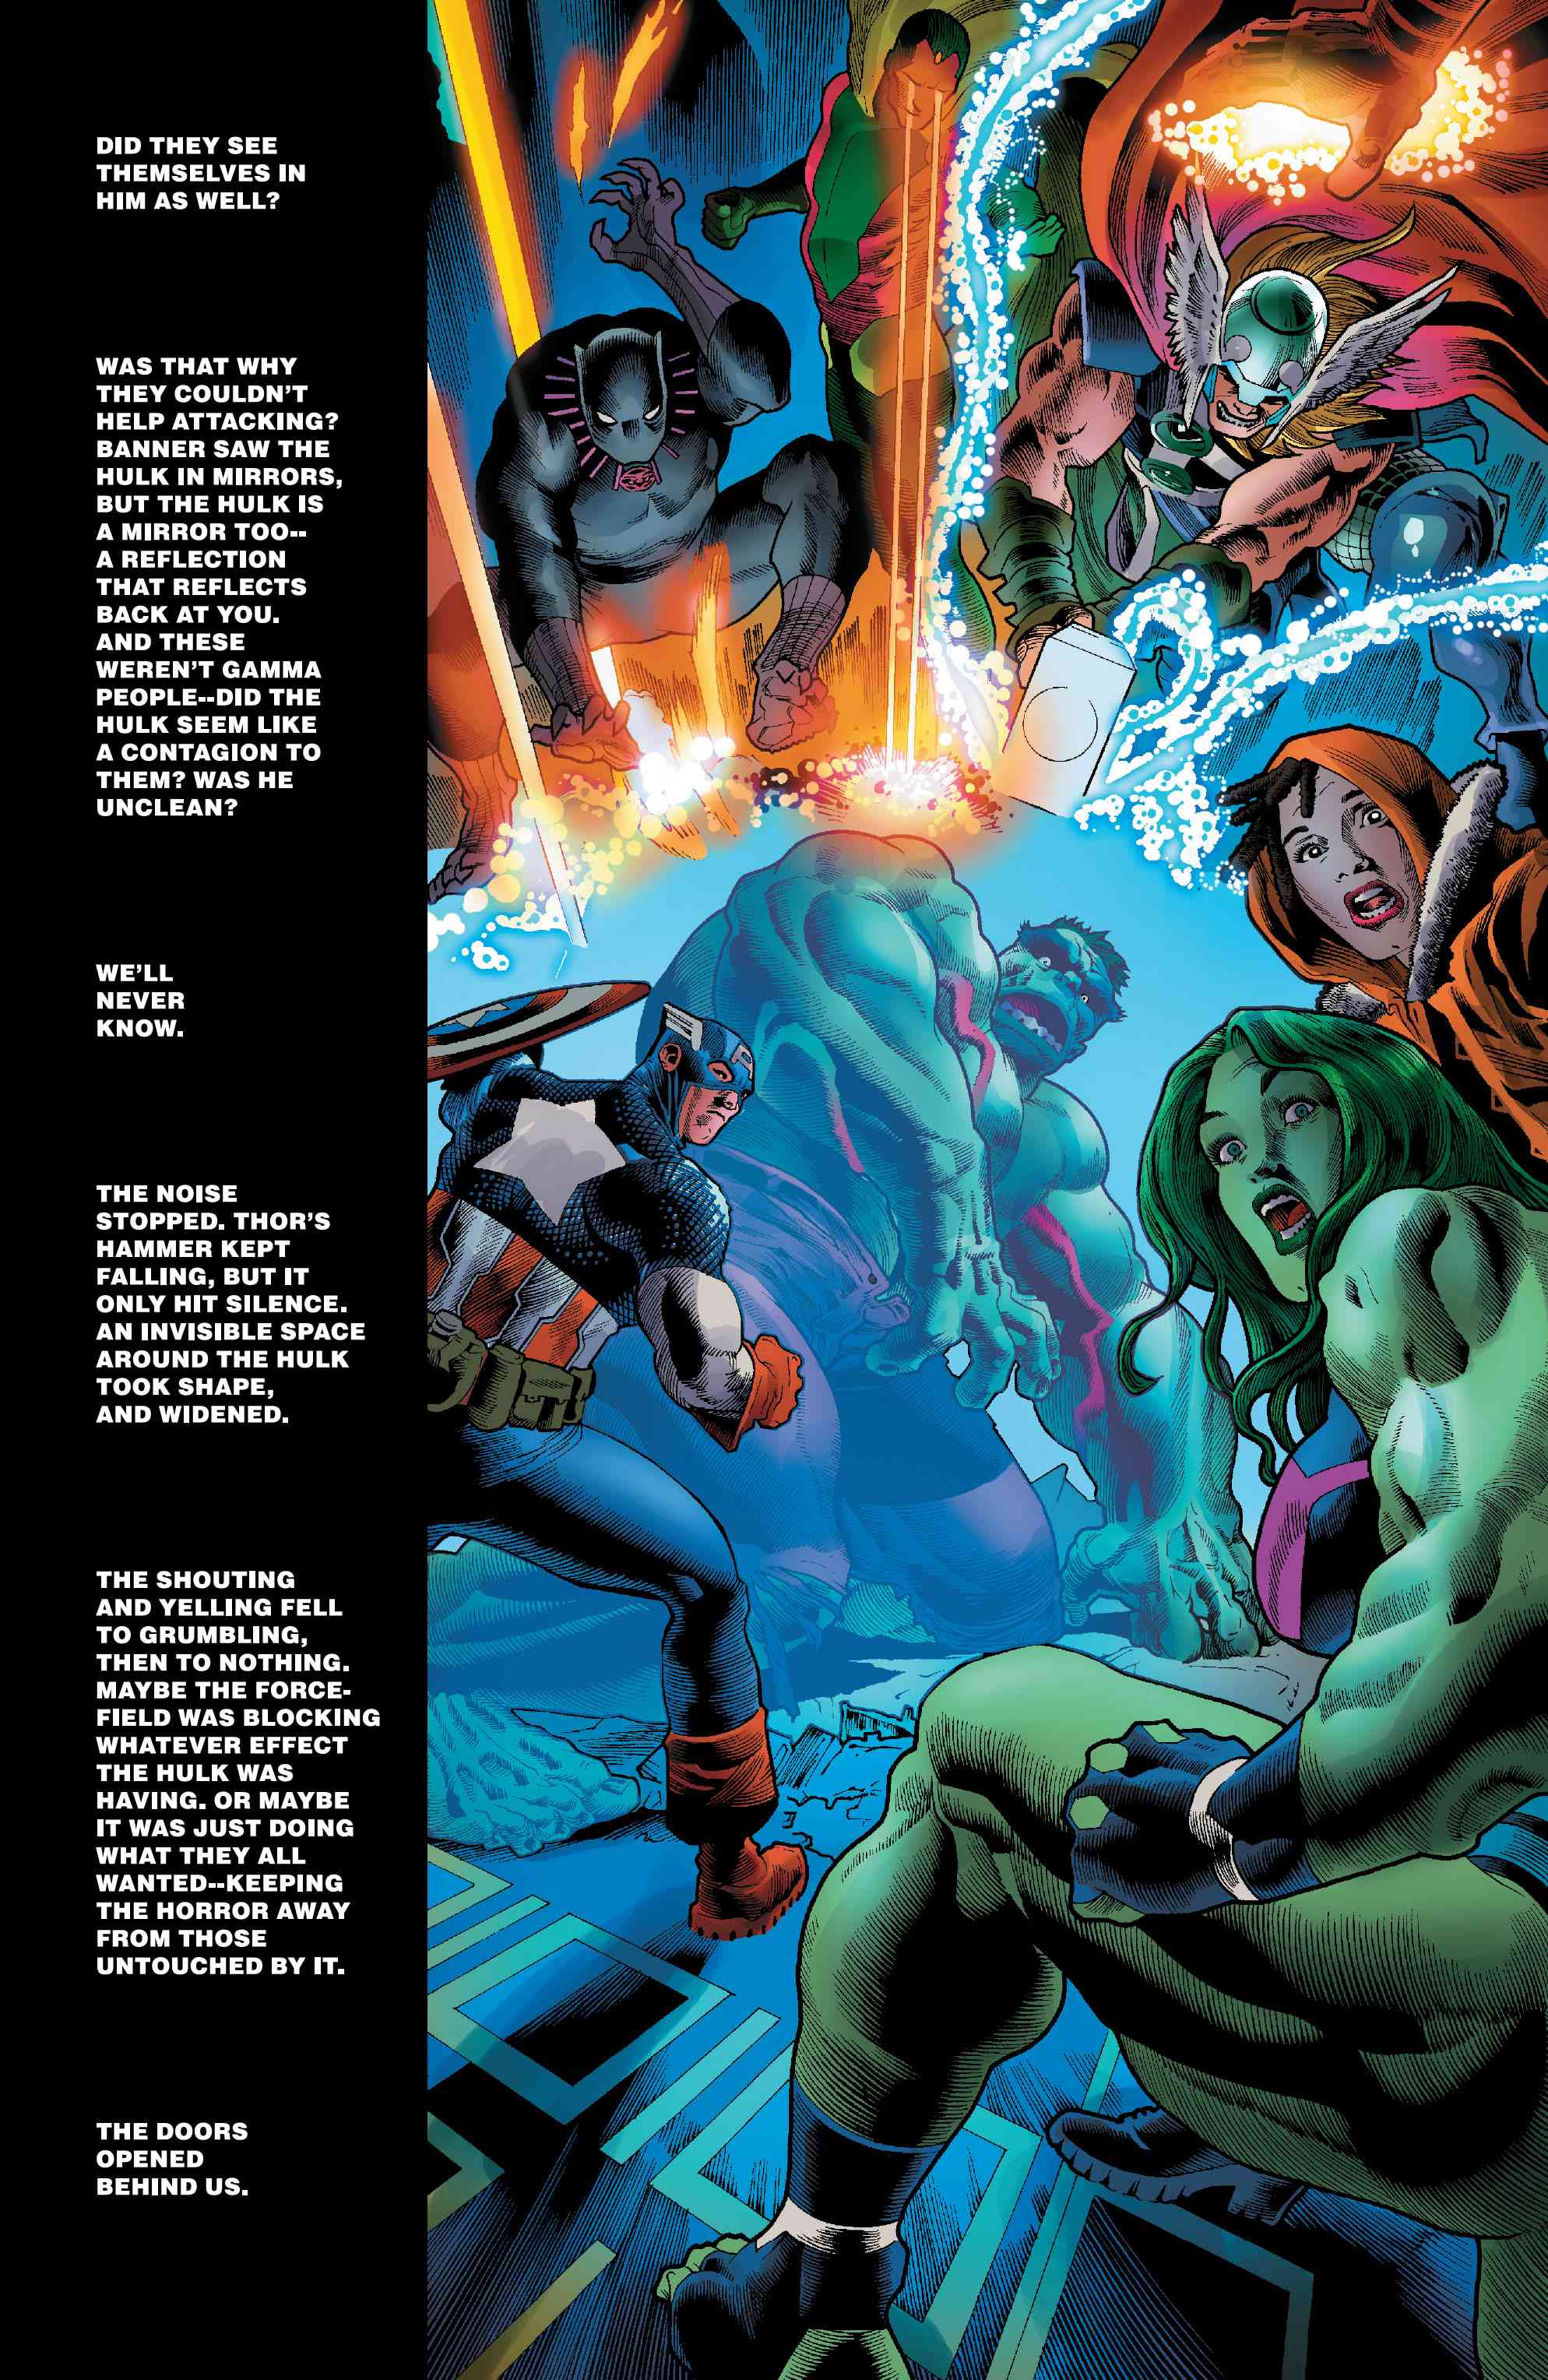 DID THEY SEE
THEMSELVES IN
HIM AS WELL?
WAS THAT WHY
THEY COULDN'T
HELP ATTACKING?
BANNER SAW THE
HULK IN MIRRORS,
BUT THE HULK IS
A MIRROR TOO--
A REFLECTION
THAT REFLECTS
BACK AT YOU.
AND THESE
WEREN'T GAMMA
PEOPLE--DID THE
HULK SEEM LIKE
A CONTAGION TO
THEM? WAS HE
UNCLEAN?
WE'LL
NEVER
KNOW.
THE NOISE
STOPPED. THOR'S
HAMMER KEPT
FALLING, BUT IT
ONLY HIT SILENCE.
AN INVISIBLE SPACE
AROUND THE HULK
TOOK SHAPE,
AND WIDENED.
THE SHOUTING
AND YELLING FELL
TO GRUMBLING,
THEN TO NOTHING.
MAYBE THE FORCE-
FIELD WAS BLOCKING
WHATEVER EFFECT
THE HULK WAS
HAVING. OR MAYBE
IT WAS JUST DOING
WHAT THEY ALL
WANTED--KEEPING
THE HORROR AWAY
FROM THOSE
UNTOUCHED BY IT.
THE DOORS
OPENED
BEHIND US.